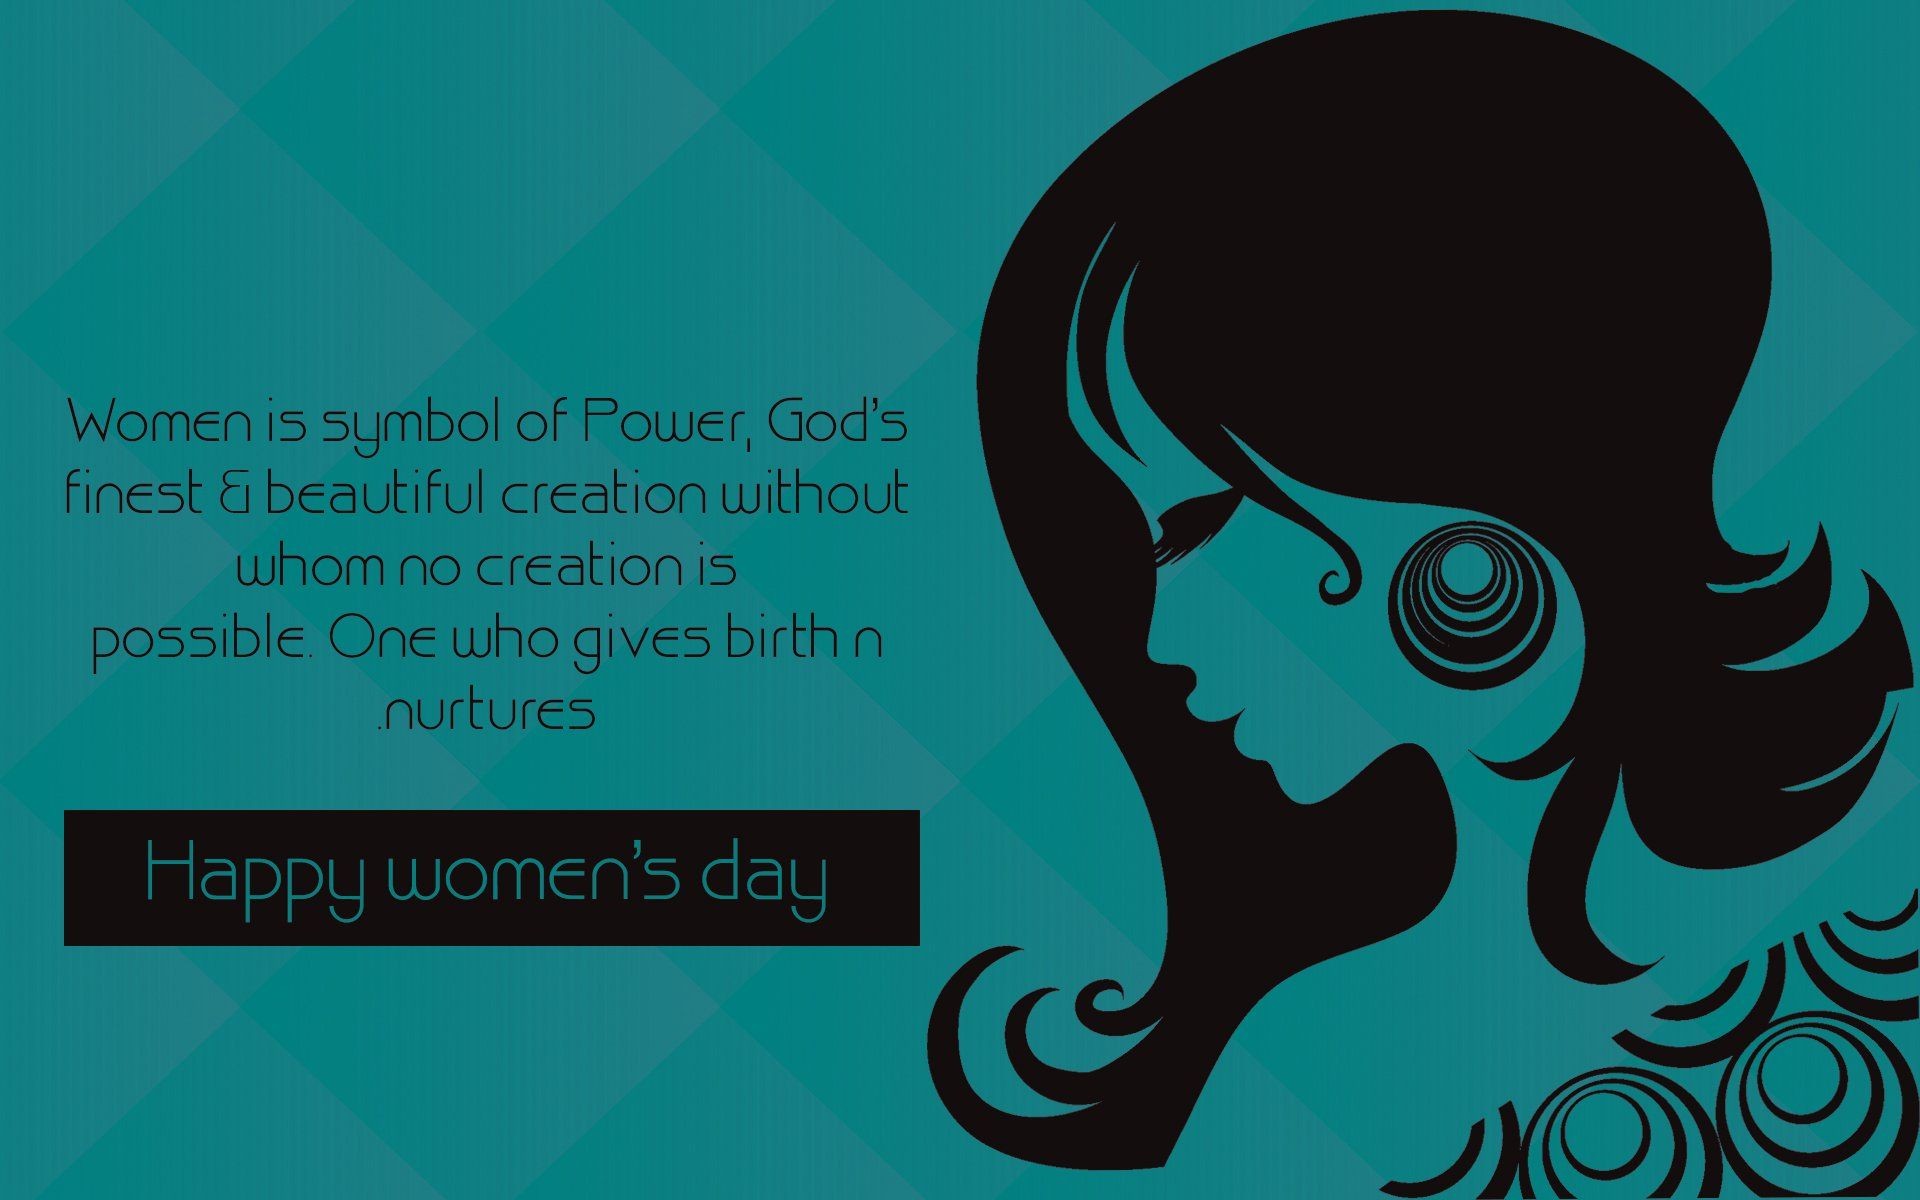 Women is symbol of Power, God's
finest & beautiful creation without
whom no creation is
possible. One who gives birth n
.nurtures
Happy women's day